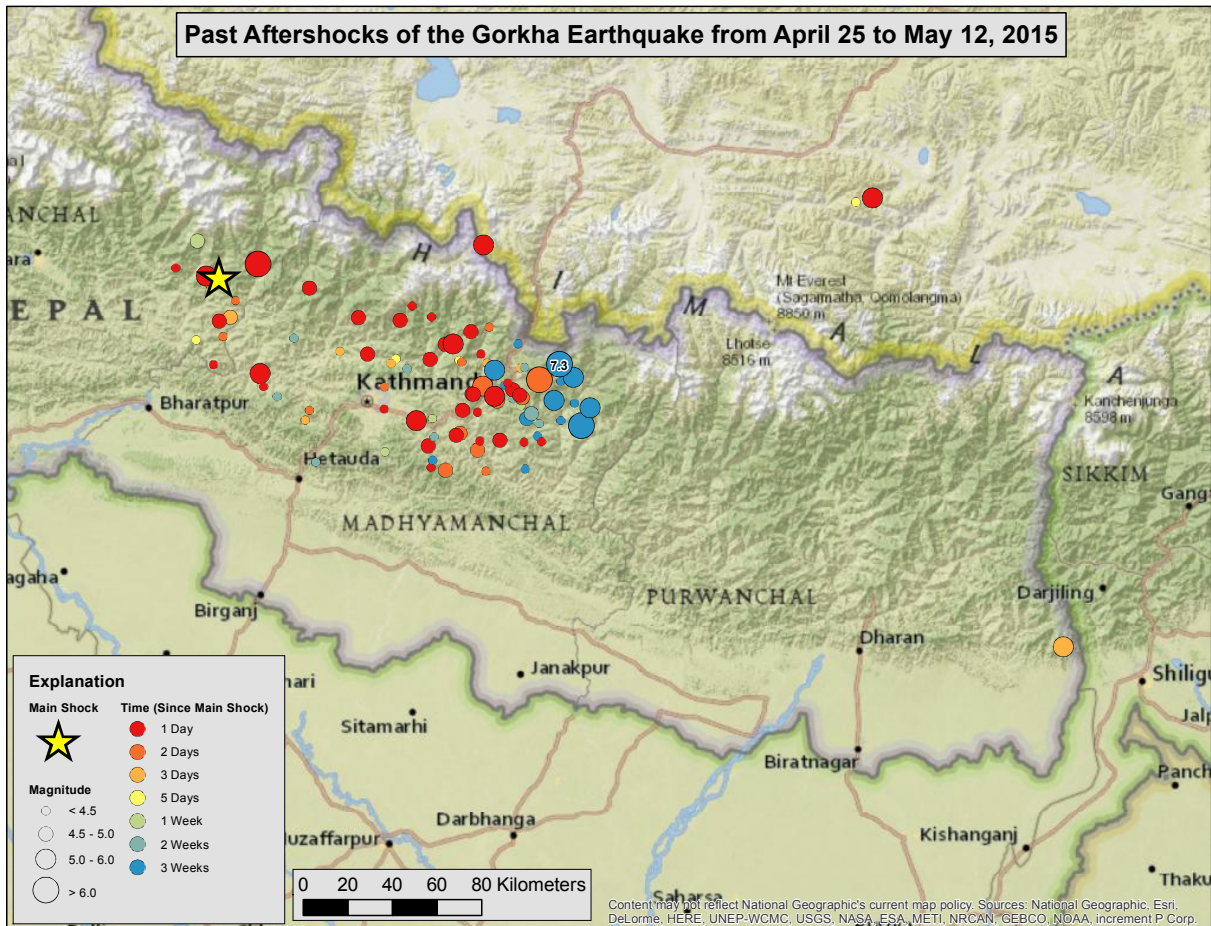 Past Aftershocks of the Gorkha Earthquake from April 25 to May 12, 2015
al
ANCHAL
ara
H
I
M
A
L
A
Mt Everest
(Sagarmatha, Qomolangma)
8850 m
Lhotse
8516 m
NEPAL
7.3
Kathmand
Kanchenjunga
8598 m
Bharatpur
Hetauda
SIKKIM
Gang
MADHYAMANCHAL
agaha
Birganj
PURWANCHAL
Darjiling
Dharan
Janakpur
Shiligu
hari
Sitamarhi
Jalp
Biratnagar
Panch
Darbhanga
Kishanganj
Muzaffarpur
Thaku
Saharsa
Explanation
Main Shock
Time (Since Main Shock)
1 Day
2 Days
3 Days
5 Days
1 Week
2 Weeks
3 Weeks
Magnitude
< 4.5
4.5 - 5.0
5.0 - 6.0
> 6.0
0 20 40 60 80 Kilometers
Content may not reflect National Geographic's current map policy. Sources: National Geographic, Esri,
DeLorme, HERE, UNEP-WCMC, USGS, NASA, ESA, METI, NRCAN, GEBCO, NOAA, increment P Corp.